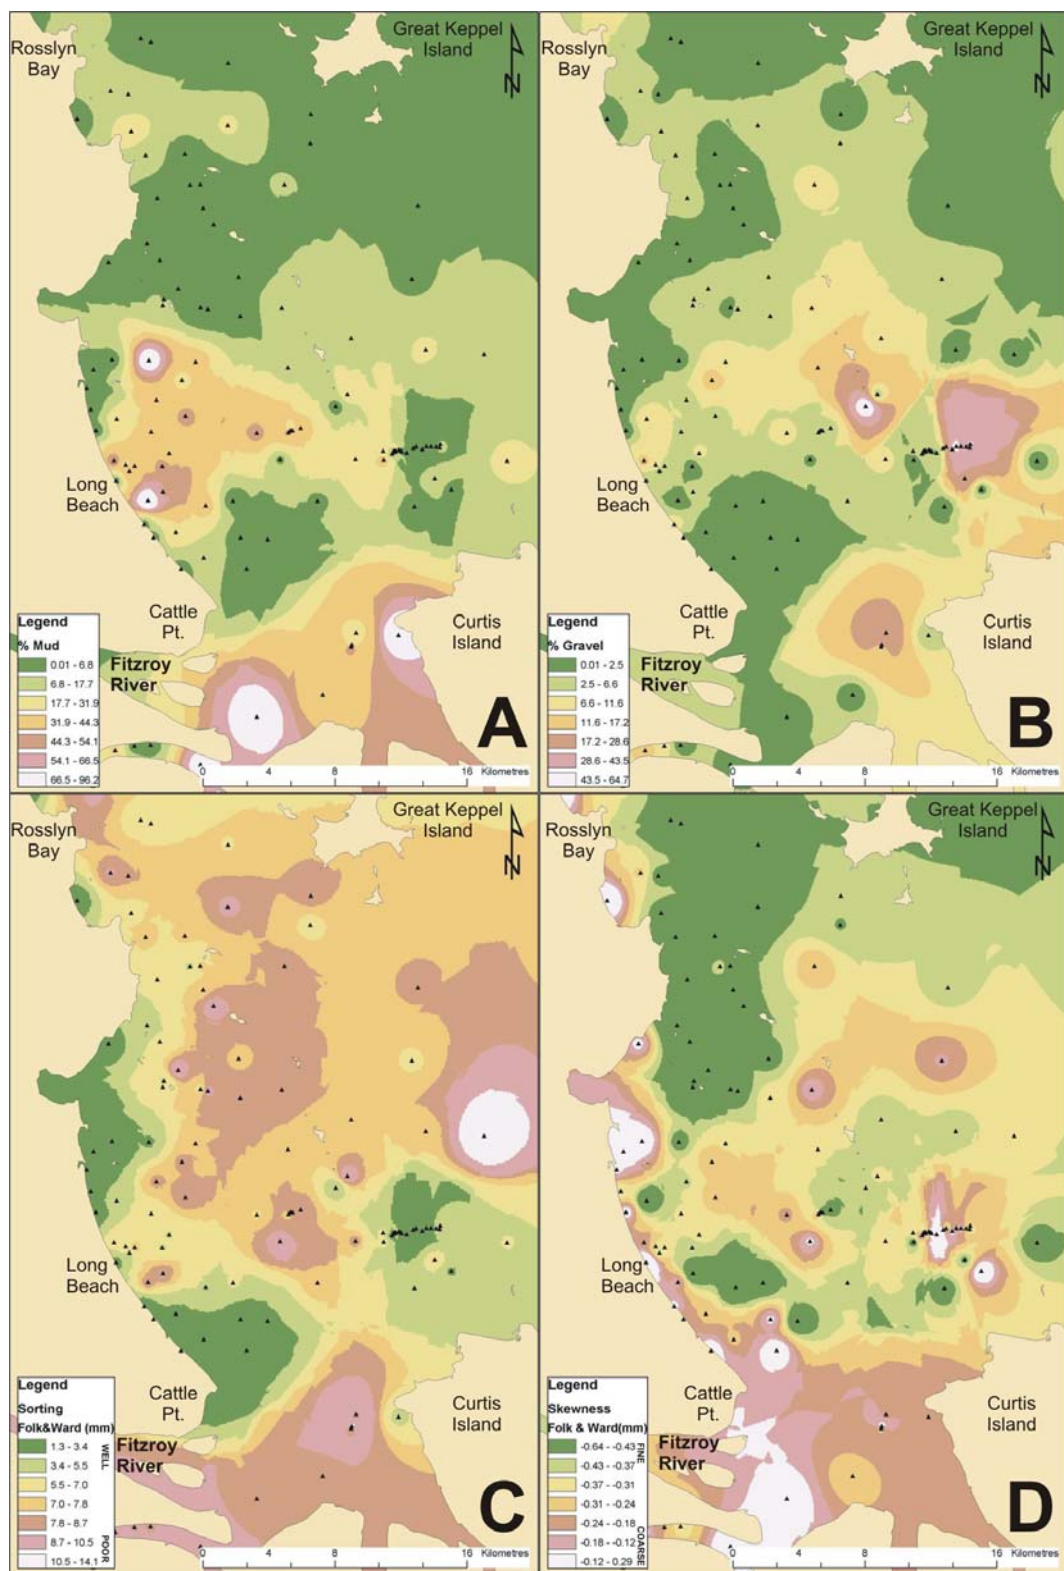 Rosslyn
Bay
Great Keppel
Island
N
Long
Beach
Cattle
Pt.
Curtis
Island
Fitzroy
River
Legend
% Mud
0.01 - 6.8
6.8 - 17.7
17.7 - 31.9
31.9 - 44.3
44.3 - 54.1
54.1 - 66.5
66.5 - 96.2
A
0 4 8 16 Kilometres
Rosslyn
Bay
Great Keppel
Island
N
Long
Beach
Cattle
Pt.
Curtis
Island
Fitzroy
River
Legend
% Gravel
0.01 - 2.5
2.5 - 6.6
6.6 - 11.6
11.6 - 17.2
17.2 - 28.6
28.6 - 43.5
43.5 - 64.7
B
0 4 8 16 Kilometres
Rosslyn
Bay
Great Keppel
Island
N
Long
Beach
Cattle
Pt.
Curtis
Island
Fitzroy
River
Legend
Sorting
Folk&Ward (mm)
1.3 - 3.4
3.4 - 5.5
5.5 - 7.0
7.0 - 7.8
7.8 - 8.7
8.7 - 10.5
10.5 - 14.1
WELL
POOR
C
0 4 8 16 Kilometres
Rosslyn
Bay
Great Keppel
Island
N
Long
Beach
Cattle
Pt.
Curtis
Island
Fitzroy
River
Legend
Skewness
Folk & Ward(mm)
-0.64 - -0.43
-0.43 - -0.37
-0.37 - -0.31
-0.31 - -0.24
-0.24 - -0.18
-0.18 - -0.12
-0.12 - 0.29
FINE
COARSE
D
0 4 8 16 Kilometres